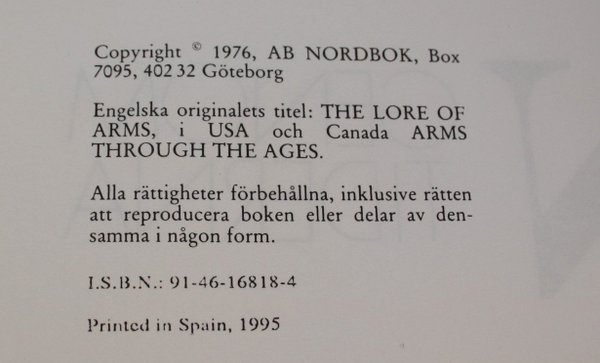 Copyright © 1976, AB NORDBOK, Box
7095, 402 32 Göteborg
Engelska originalets titel: THE LORE OF
ARMS, i USA och Canada ARMS
THROUGH THE AGES.
Alla rättigheter förbehållna, inklusive rätten
att reproducera boken eller delar av den-
samma i någon form.
I.S.B.N.: 91-46-16818-4
Printed in Spain, 1995